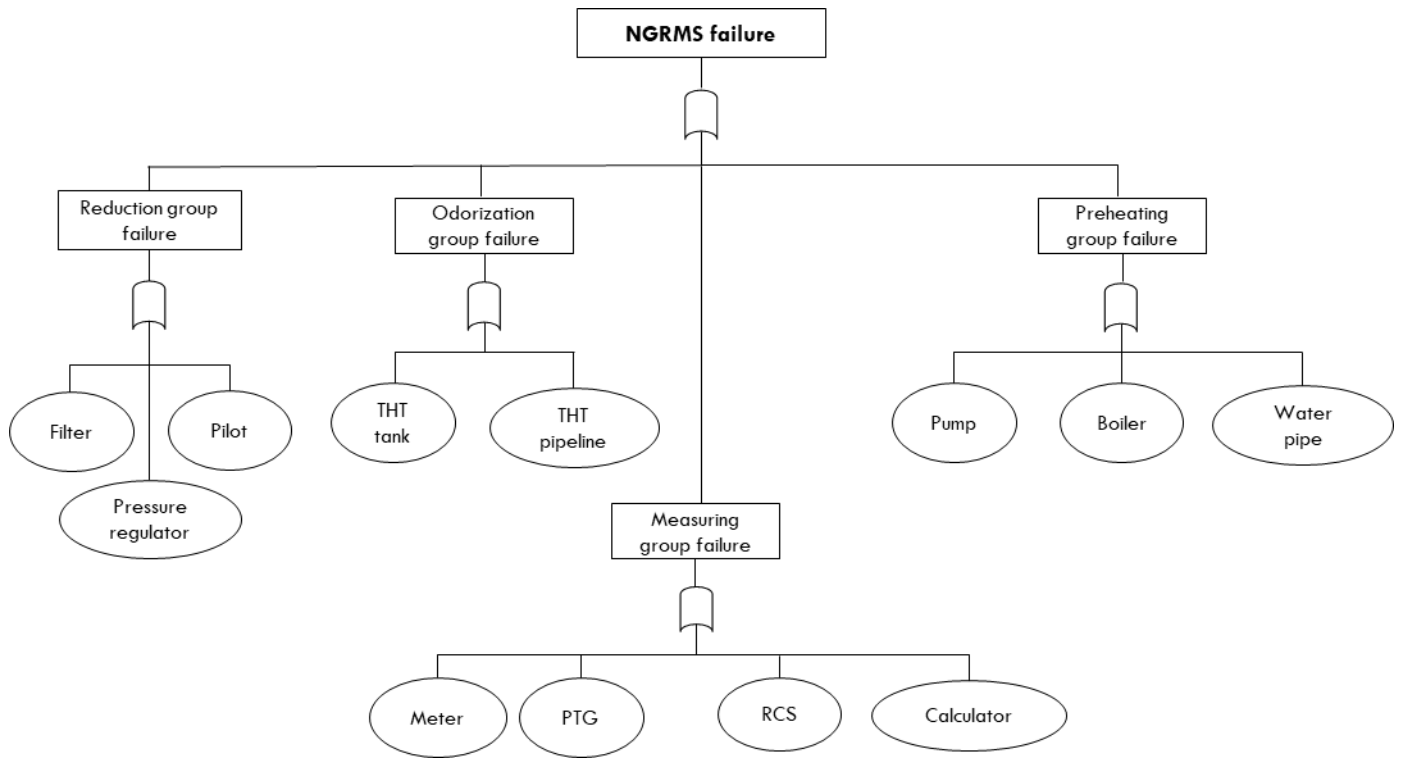 NGRMS failure
Reduction group
failure
Odorization
group failure
Preheating
group failure
Filter
Pilot
Pressure
regulator
THT
tank
THT
pipeline
Pump
Boiler
Water
pipe
Measuring
group failure
Meter
PTG
RCS
Calculator